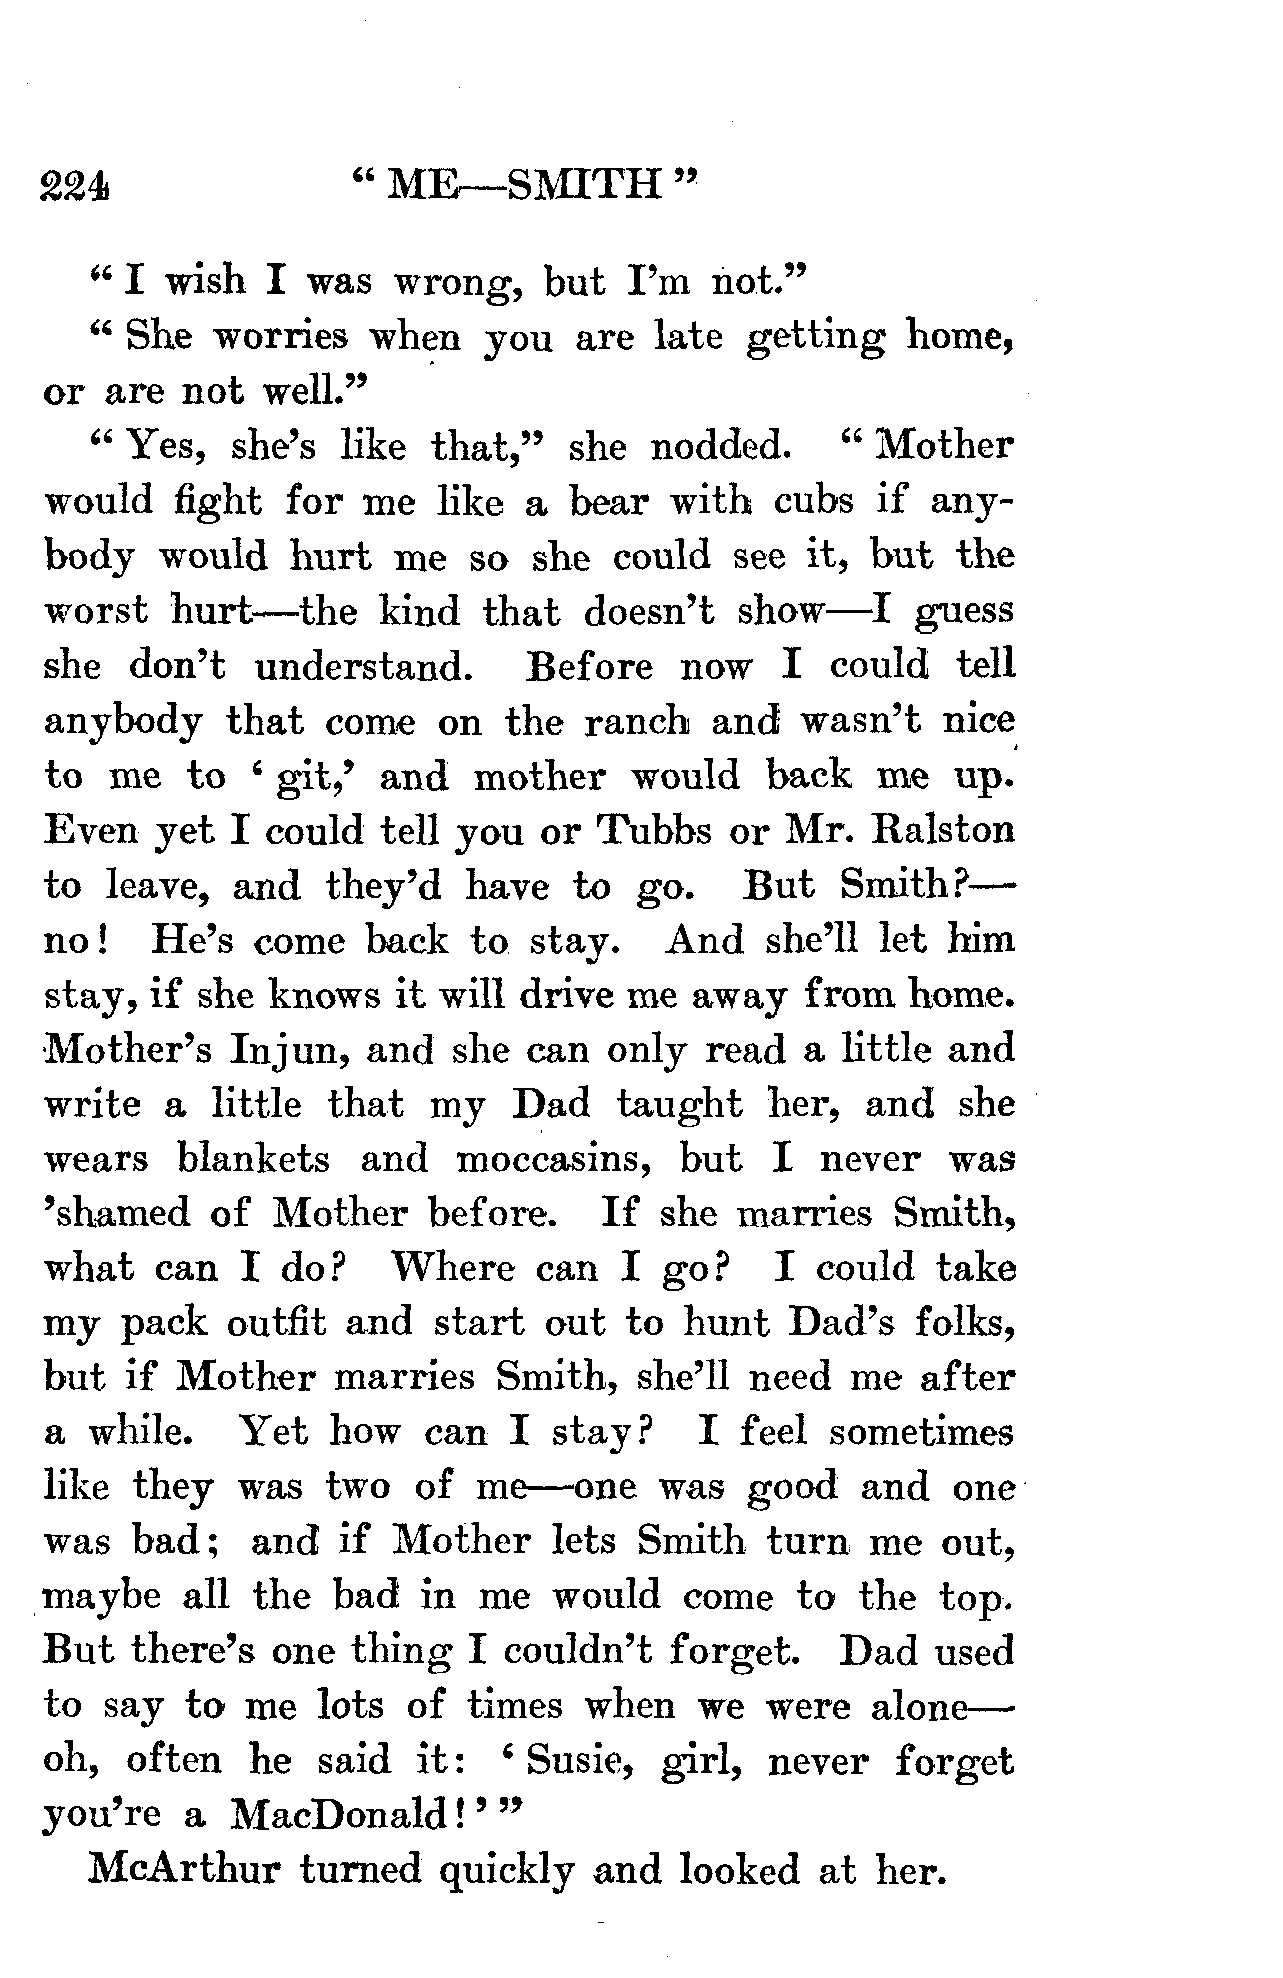 224 “ ME—SMITH ”
“ I wish I was wrong, but I’m not.”
“ She worries when you are late getting home,
or are not well.”
“ Yes, she’s like that,” she nodded. “ Mother
would fight for me like a bear with cubs if any-
body would hurt me so she could see it, but the
worst hurt—the kind that doesn’t show—I guess
she don’t understand. Before now I could tell
anybody that come on the ranch and wasn’t nice
to me to ‘ git,’ and mother would back me up.
Even yet I could tell you or Tubbs or Mr. Ralston
to leave, and they’d have to go. But Smith?—
no! He’s come back to stay. And she’ll let him
stay, if she knows it will drive me away from home.
Mother’s Injun, and she can only read a little and
write a little that my Dad taught her, and she
wears blankets and moccasins, but I never was
’shamed of Mother before. If she marries Smith,
what can I do? Where can I go? I could take
my pack outfit and start out to hunt Dad’s folks,
but if Mother marries Smith, she’ll need me after
a while. Yet how can I stay? I feel sometimes
like they was two of me—one was good and one
was bad; and if Mother lets Smith turn me out,
maybe all the bad in me would come to the top.
But there’s one thing I couldn’t forget. Dad used
to say to me lots of times when we were alone—
oh, often he said it: ‘ Susie, girl, never forget
you’re a MacDonald!’ ”
McArthur turned quickly and looked at her.